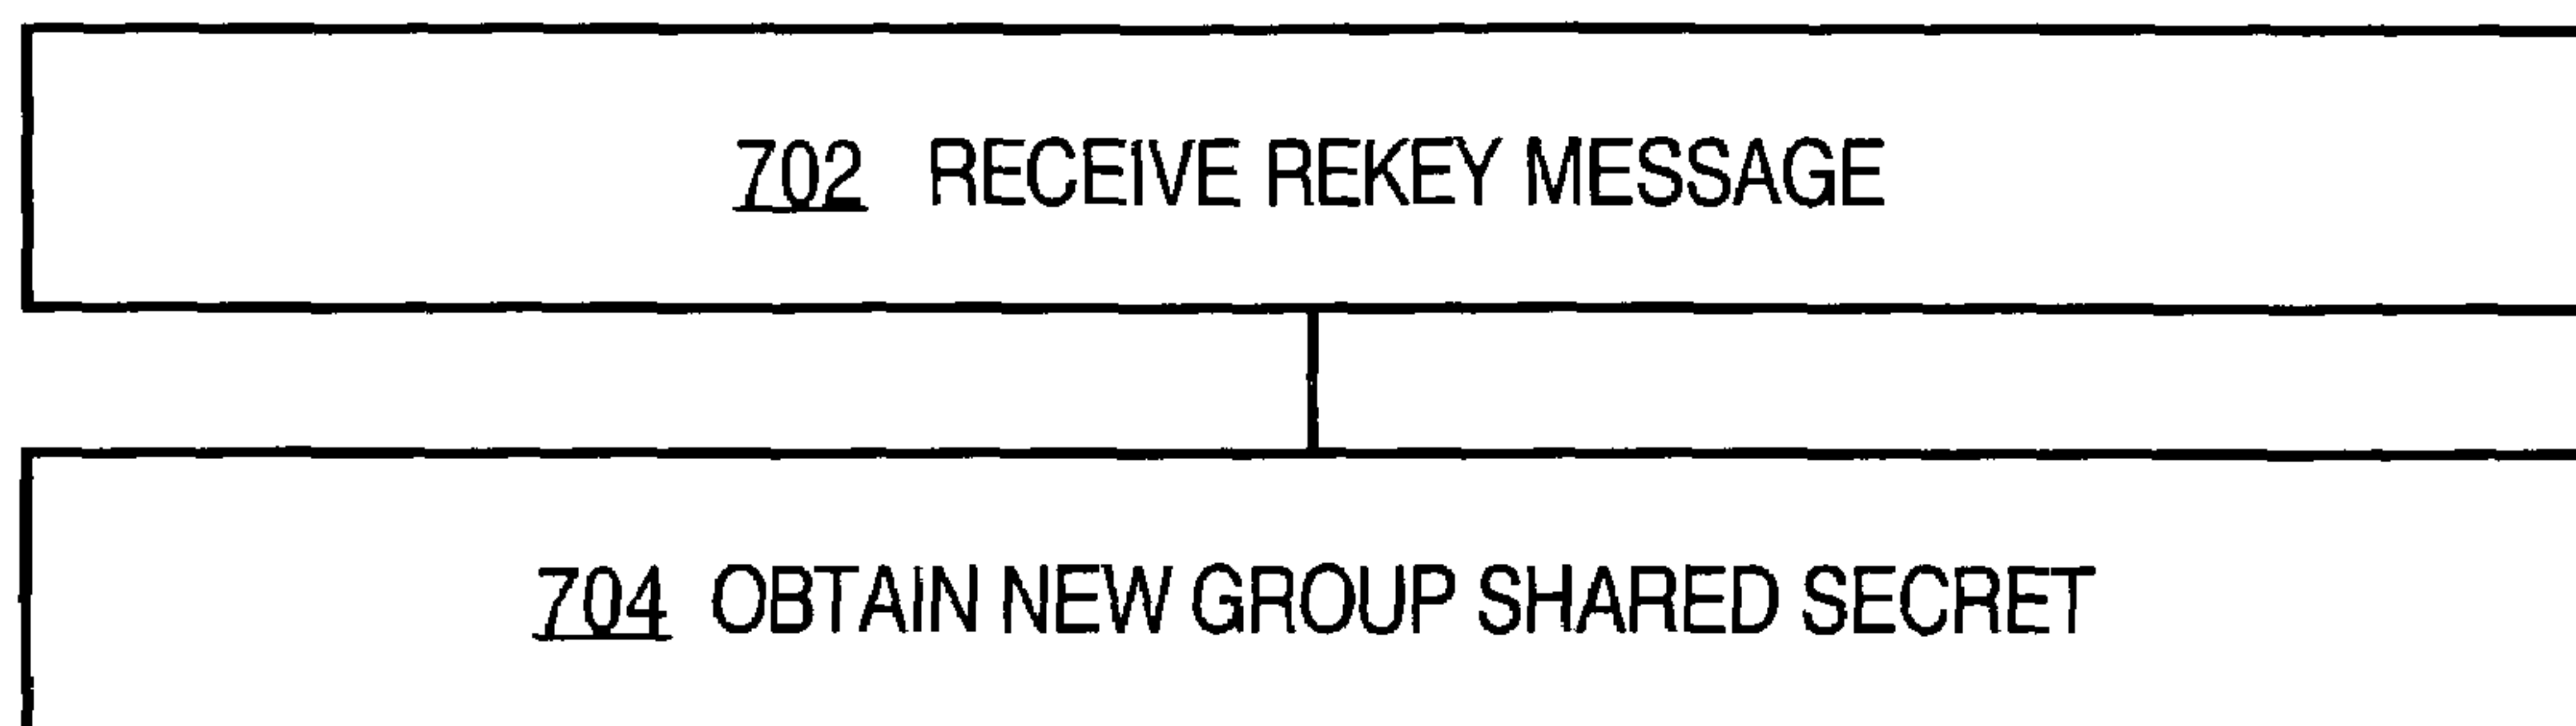 702 RECEIVE REKEY MESSAGE
704 OBTAIN NEW GROUP SHARED SECRET